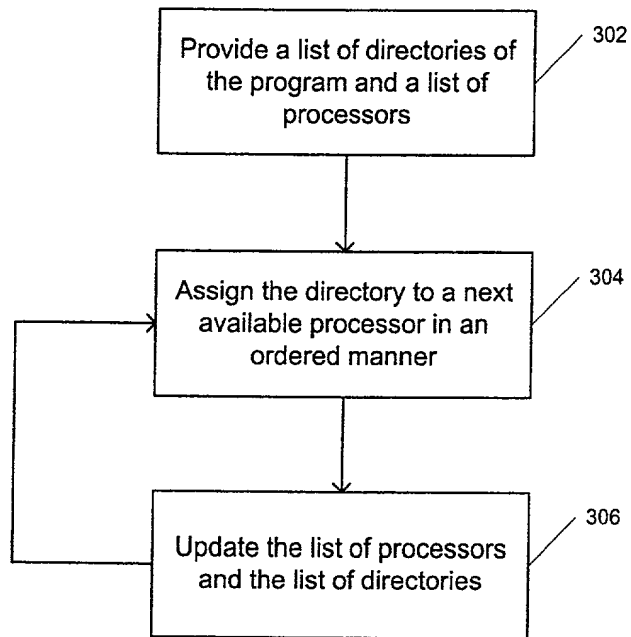 Provide a list of directories of
the program and a list of
processors
302
Assign the directory to a next
available processor in an
ordered manner
304
Update the list of processors
and the list of directories
306